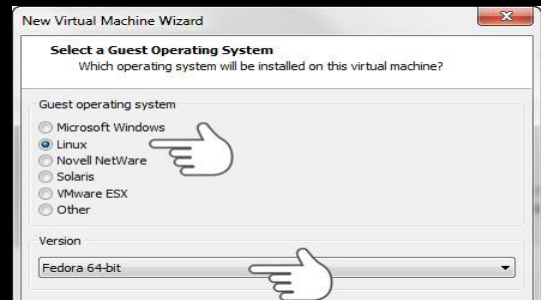 New Virtual Machine Wizard
Select a Guest Operating System
Which operating system will be installed on this virtual machine?
Guest operating system
Microsoft Windows
Linux
Novell NetWare
Solaris
VMware ESX
Other
Version
Fedora 64-bit